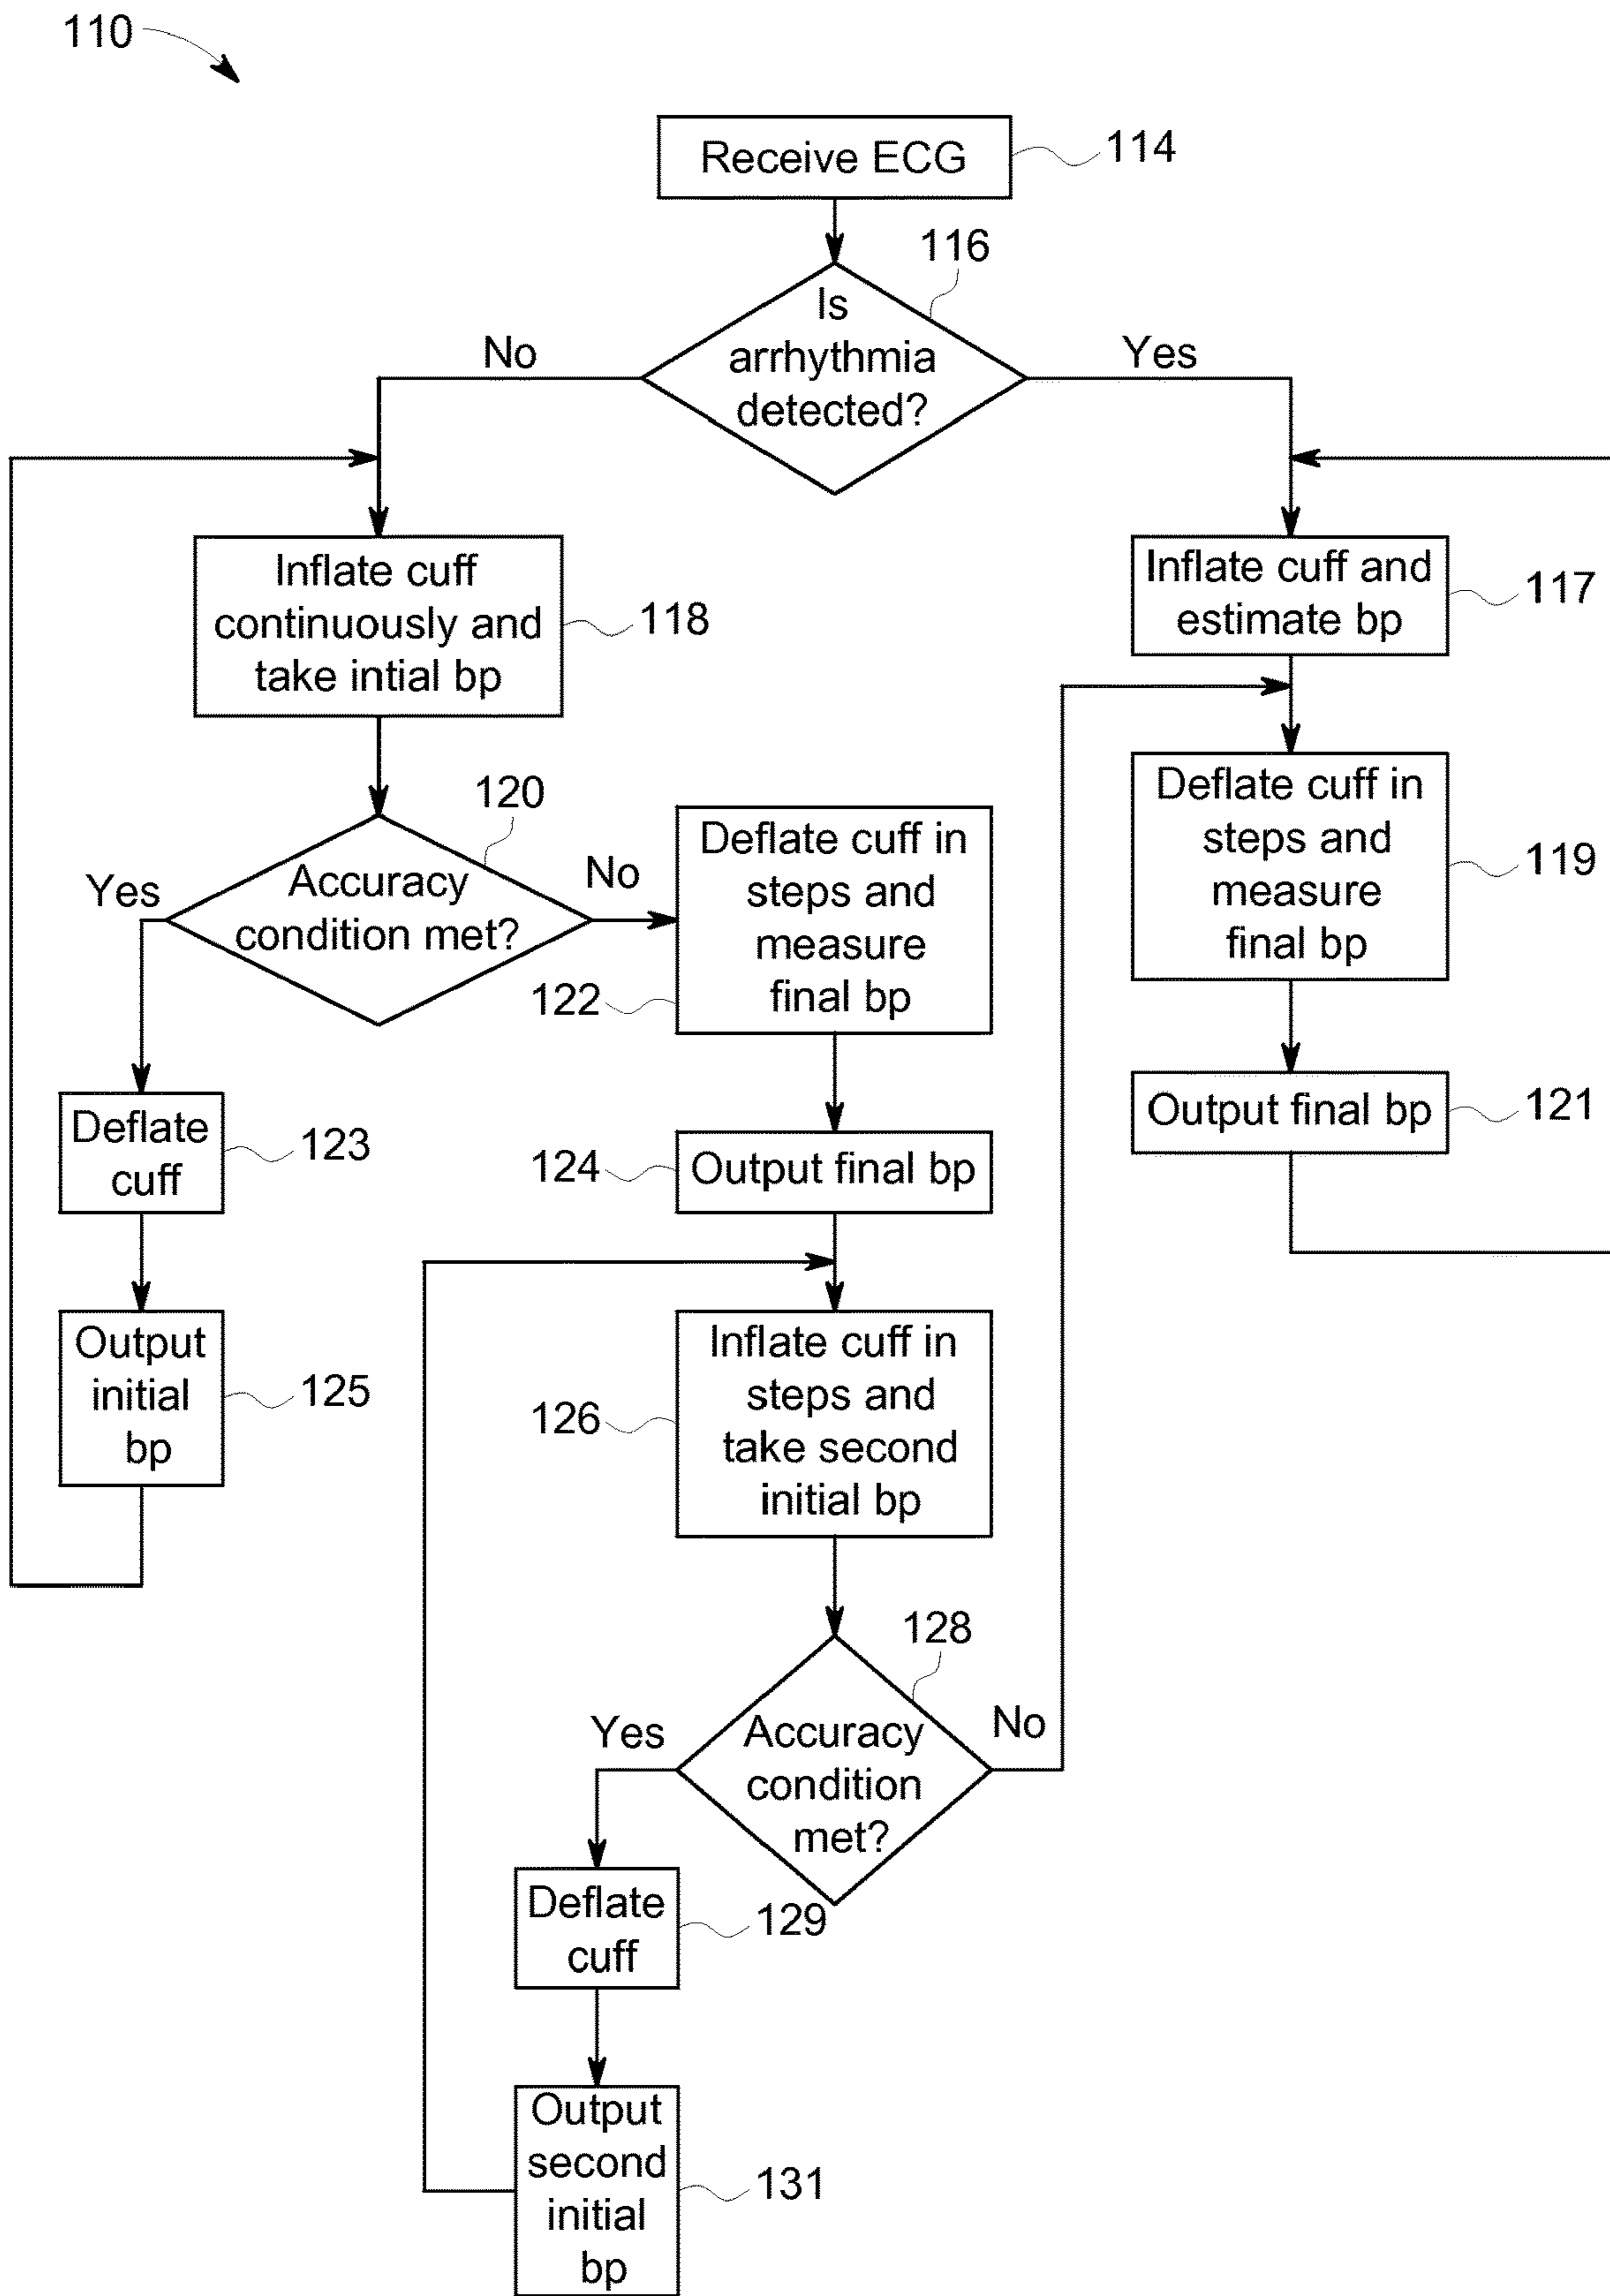 110
Receive ECG
114
116
Is
arrhythmia
detected?
No
Yes
Inflate cuff
continuously and
take intial bp
118
Inflate cuff and
estimate bp
117
120
Accuracy
condition met?
Yes
No
Deflate cuff in
steps and
measure
final bp
122
Deflate cuff in
steps and
measure
final bp
119
Deflate
cuff
123
Output final bp
124
Output final bp
121
Output
initial
bp
125
Inflate cuff in
steps and
take second
initial bp
126
128
Accuracy
condition
met?
Yes
No
Deflate
cuff
129
Output
second
initial
bp
131